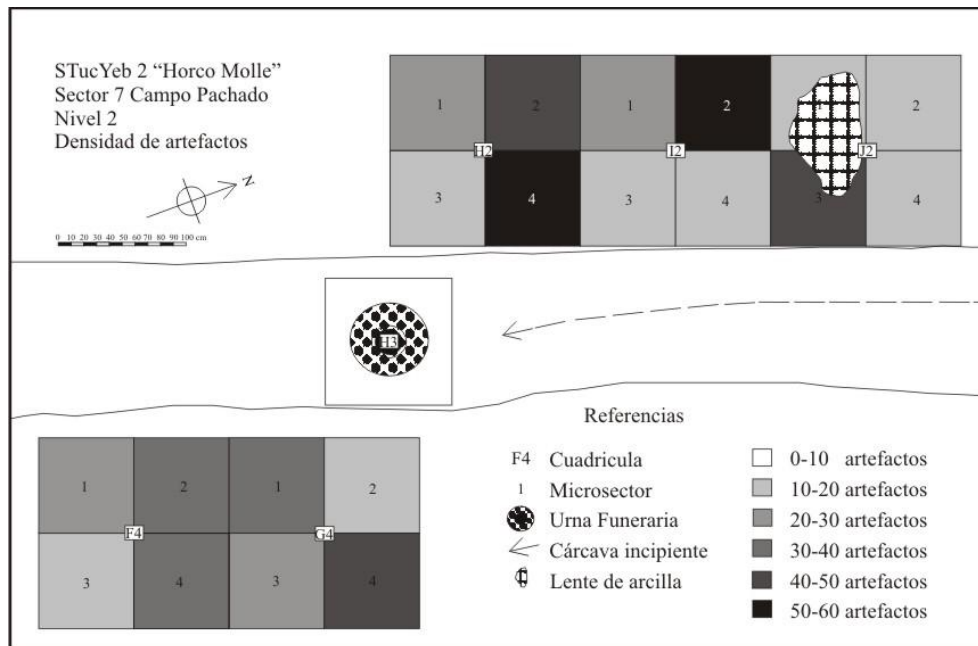 STucYeb 2 “Horco Molle”
Sector 7 Campo Pachado
Nivel 2
Densidad de artefactos
N
0 10 20 30 40 50 60 70 80 90 100 cm
1 2 1 2 1 2
H2 I2 J2
3 4 3 4 3 4
H3
1 2 1 2
F4 G4
3 4 3 4
Referencias
F4 Cuadricula
1 Microsector
Urna Funeraria
Cárcava incipiente
Lente de arcilla
0-10 artefactos
10-20 artefactos
20-30 artefactos
30-40 artefactos
40-50 artefactos
50-60 artefactos